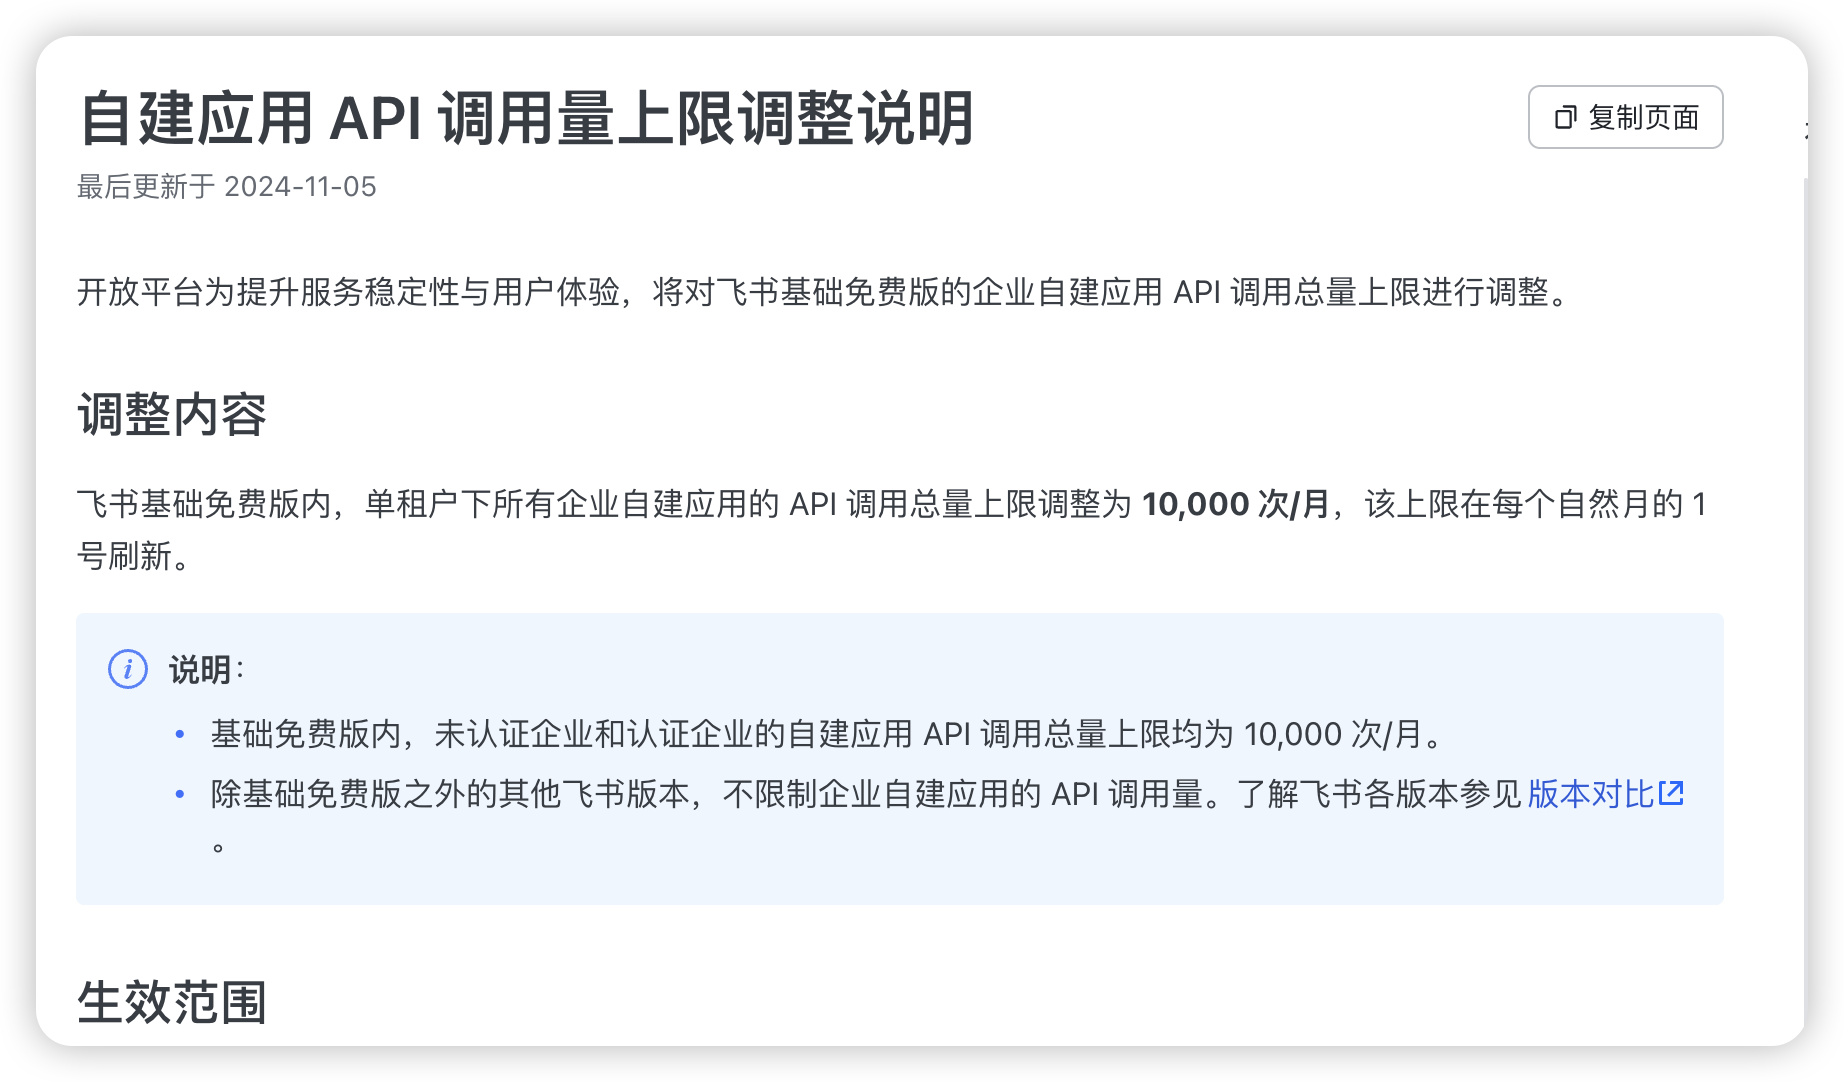 自建应用 API 调用量上限调整说明
复制页面
最后更新于 2024-11-05
开放平台为提升服务稳定性与用户体验，将对飞书基础免费版的企业自建应用 API 调用总量上限进行调整。
调整内容
飞书基础免费版内，单租户下所有企业自建应用的 API 调用总量上限调整为 10,000 次/月，该上限在每个自然月的 1
号刷新。
说明：
• 基础免费版内，未认证企业和认证企业的自建应用 API 调用总量上限均为 10,000 次/月。
• 除基础免费版之外的其他飞书版本，不限制企业自建应用的 API 调用量。了解飞书各版本参见版本对比
。
生效范围